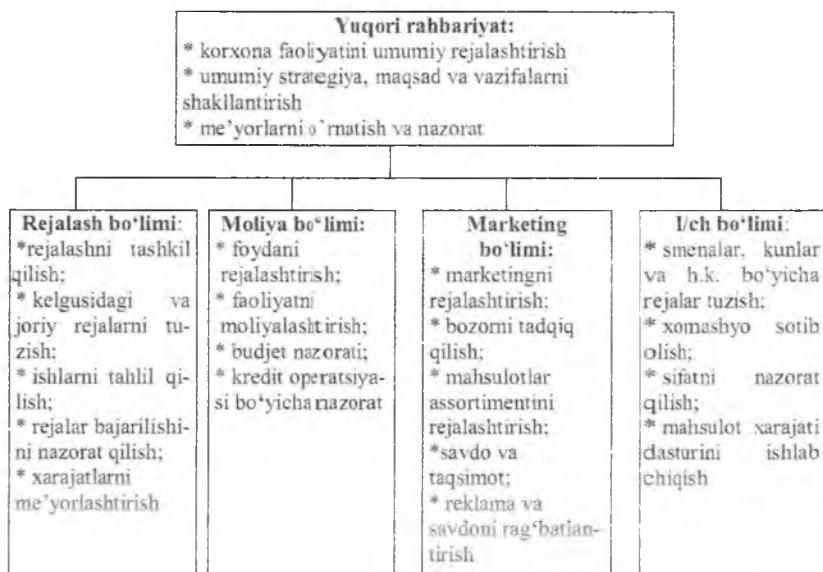 Yuqori rahbariyat:
* korxona faoliyatini umumiy rejalashtirish
* umumiy strategiya, maqsad va vazifalarni
shakllantirish
* me’yorlarni o`rnatish va nazorat
Rejalash bo‘limi:
*rejalashni tashkil
qilish;
* kelgusidagi va
joriy rejalarni tu-
zish;
* ishlarni tahlil qi-
lish;
* rejalar bajarilishi-
ni nazorat qilish;
* xarajatlarni
me’yorlashtirish
Moliya bo‘limi:
* foydani
rejalashtirish;
* faoliyatni
moliyalashtirish;
* budjet nazorati;
* kredit operatsiya-
si bo‘yicha nazorat
Marketing
bo‘limi:
* marketingni
rejalashtirish;
* bozorni tadqiq
qilish;
* mahsulotlar
assortimentini
rejalashtirish;
*savdo va
taqsimot;
* reklama va
savdoni rag‘batlan-
tirish
I/ch bo‘limi:
* smenalar, kunlar
va h.k. bo‘yicha
rejalar tuzish;
* xomashyo sotib
olish;
* sifatni nazorat
qilish;
* mahsulot xarajati
dasturini ishlab
chiqish